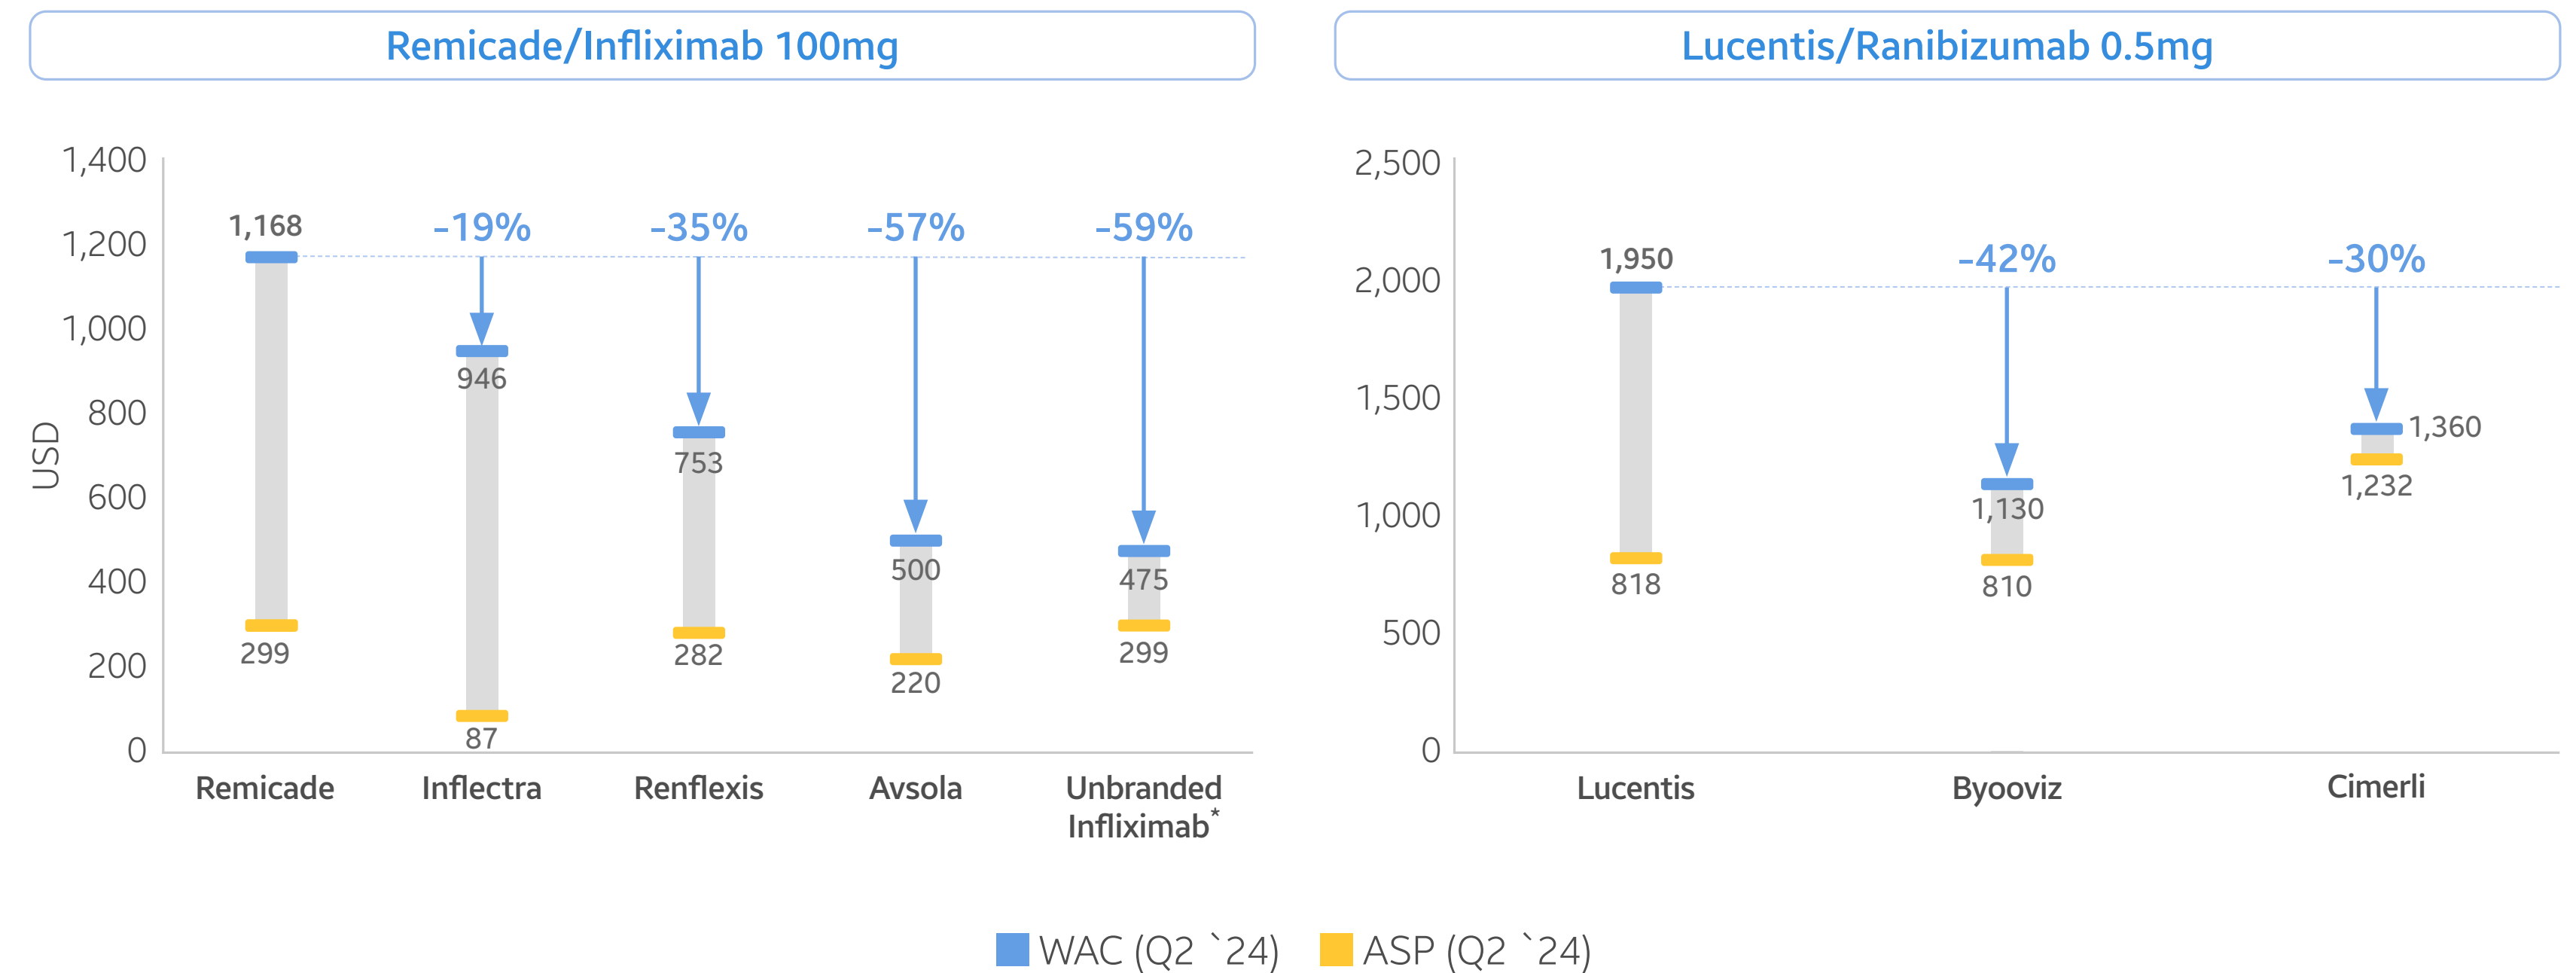 Remicade/Infliximab 100mg
USD
1,400
1,200
1,000
800
600
400
200
0
1,168
-19%
-35%
-57%
-59%
946
753
500
475
299
87
282
220
299
Remicade
Inflectra
Renflexis
Avsola
Unbranded
Infliximab*
Lucentis/Ranibizumab 0.5mg
2,500
2,000
1,500
1,000
500
0
1,950
-42%
-30%
1,360
1,130
1,232
818
810
Lucentis
Byooviz
Cimerli
WAC (Q2 `24)
ASP (Q2 `24)